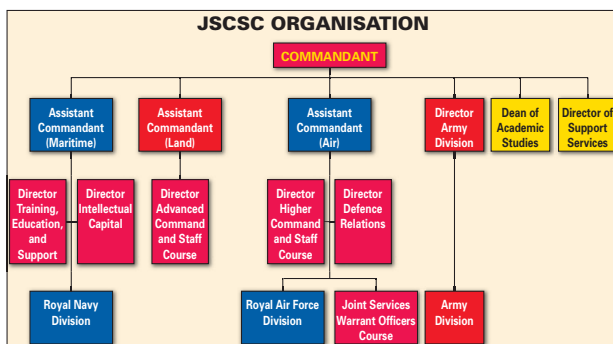 JSCSC ORGANISATION
COMMANDANT
Assistant
Commandant
(Maritime)
Assistant
Commandant
(Land)
Assistant
Commandant
(Air)
Director
Army
Division
Dean of
Academic
Studies
Director of
Support
Services
Director
Training,
Education,
and
Support
Director
Intellectual
Capital
Director
Advanced
Command
and Staff
Course
Director
Higher
Command
and Staff
Course
Director
Defence
Relations
Royal Navy
Division
Royal Air Force
Division
Joint Services
Warrant Officers
Course
Army
Division